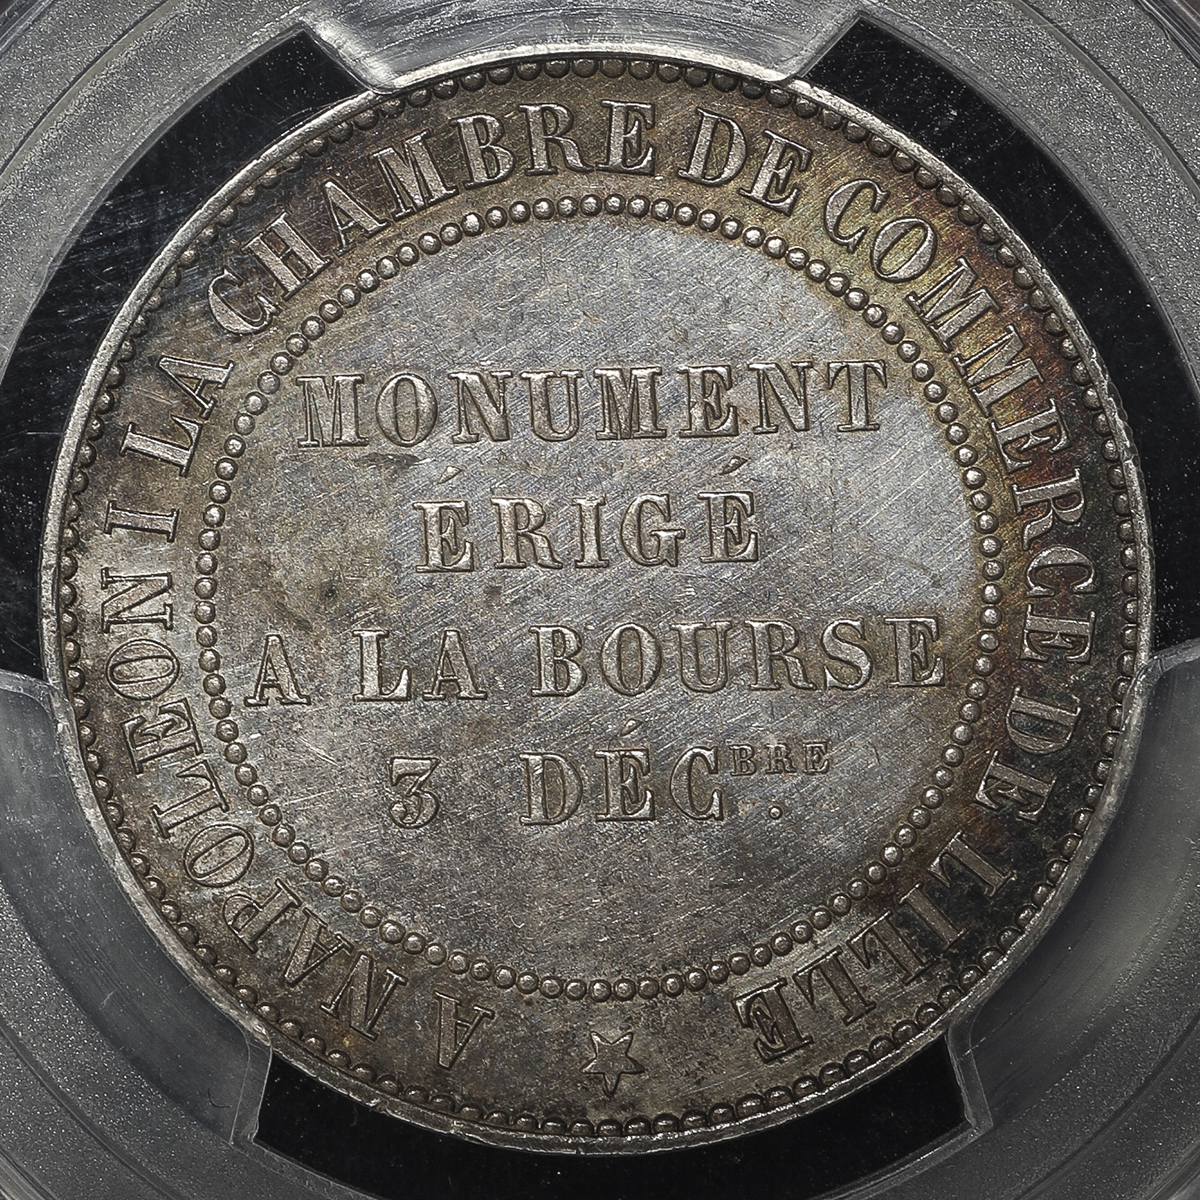 A NAPOLEON I LA CHAMBRE DE COMMERCE DE LILLE
MONUMENT
ÉRIGÉ
A LA BOURSE
3 DÉCBRE.